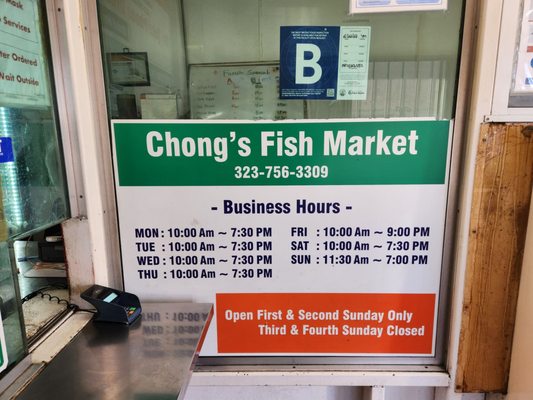 Mask
Services
er Ordered
Wait Outside
B
Chong's Fish Market
323-756-3309
- Business Hours -
MON : 10:00 Am ~ 7:30 PM
TUE : 10:00 Am ~ 7:30 PM
WED : 10:00 Am ~ 7:30 PM
THU : 10:00 Am ~ 7:30 PM
FRI : 10:00 Am ~ 9:00 PM
SAT : 10:00 Am ~ 7:30 PM
SUN : 11:30 Am ~ 7:00 PM
Open First & Second Sunday Only
Third & Fourth Sunday Closed